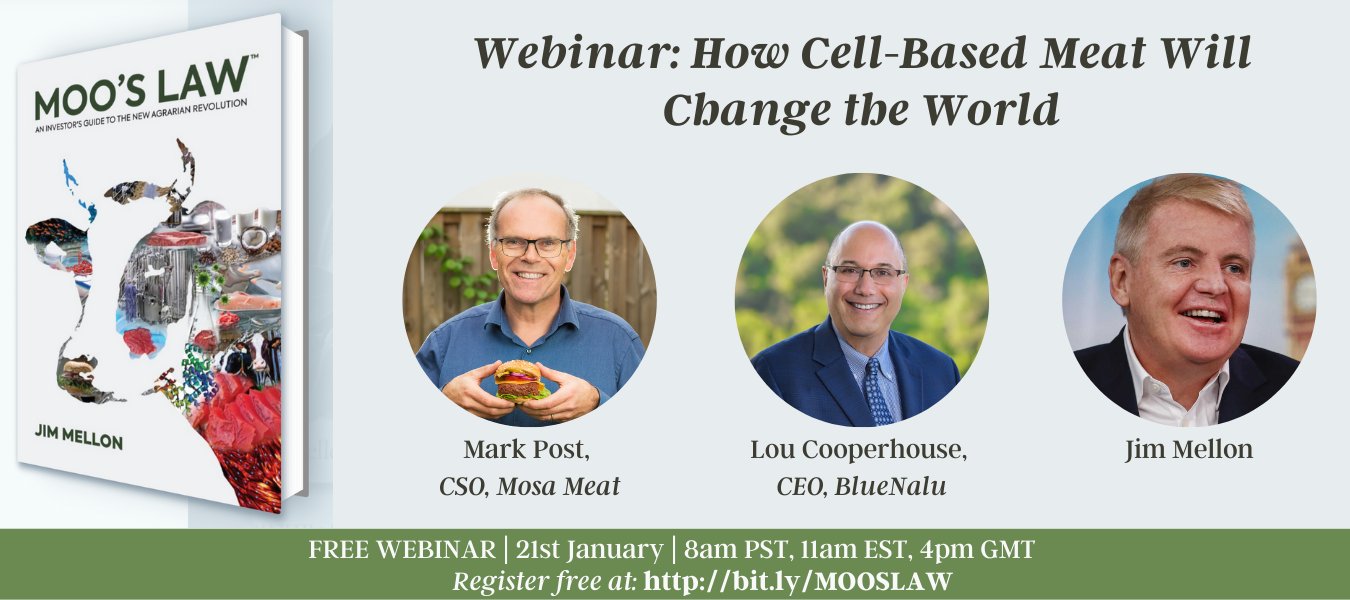 MOO'S LAW™
AN INVESTOR'S GUIDE TO THE NEW AGRARIAN REVOLUTION
JIM MELLON
Webinar: How Cell-Based Meat Will
Change the World
Mark Post,
CSO, Mosa Meat
Lou Cooperhouse,
CEO, BlueNalu
Jim Mellon
FREE WEBINAR | 21st January | 8am PST, 11am EST, 4pm GMT
Register free at: http://bit.ly/MOOSLAW